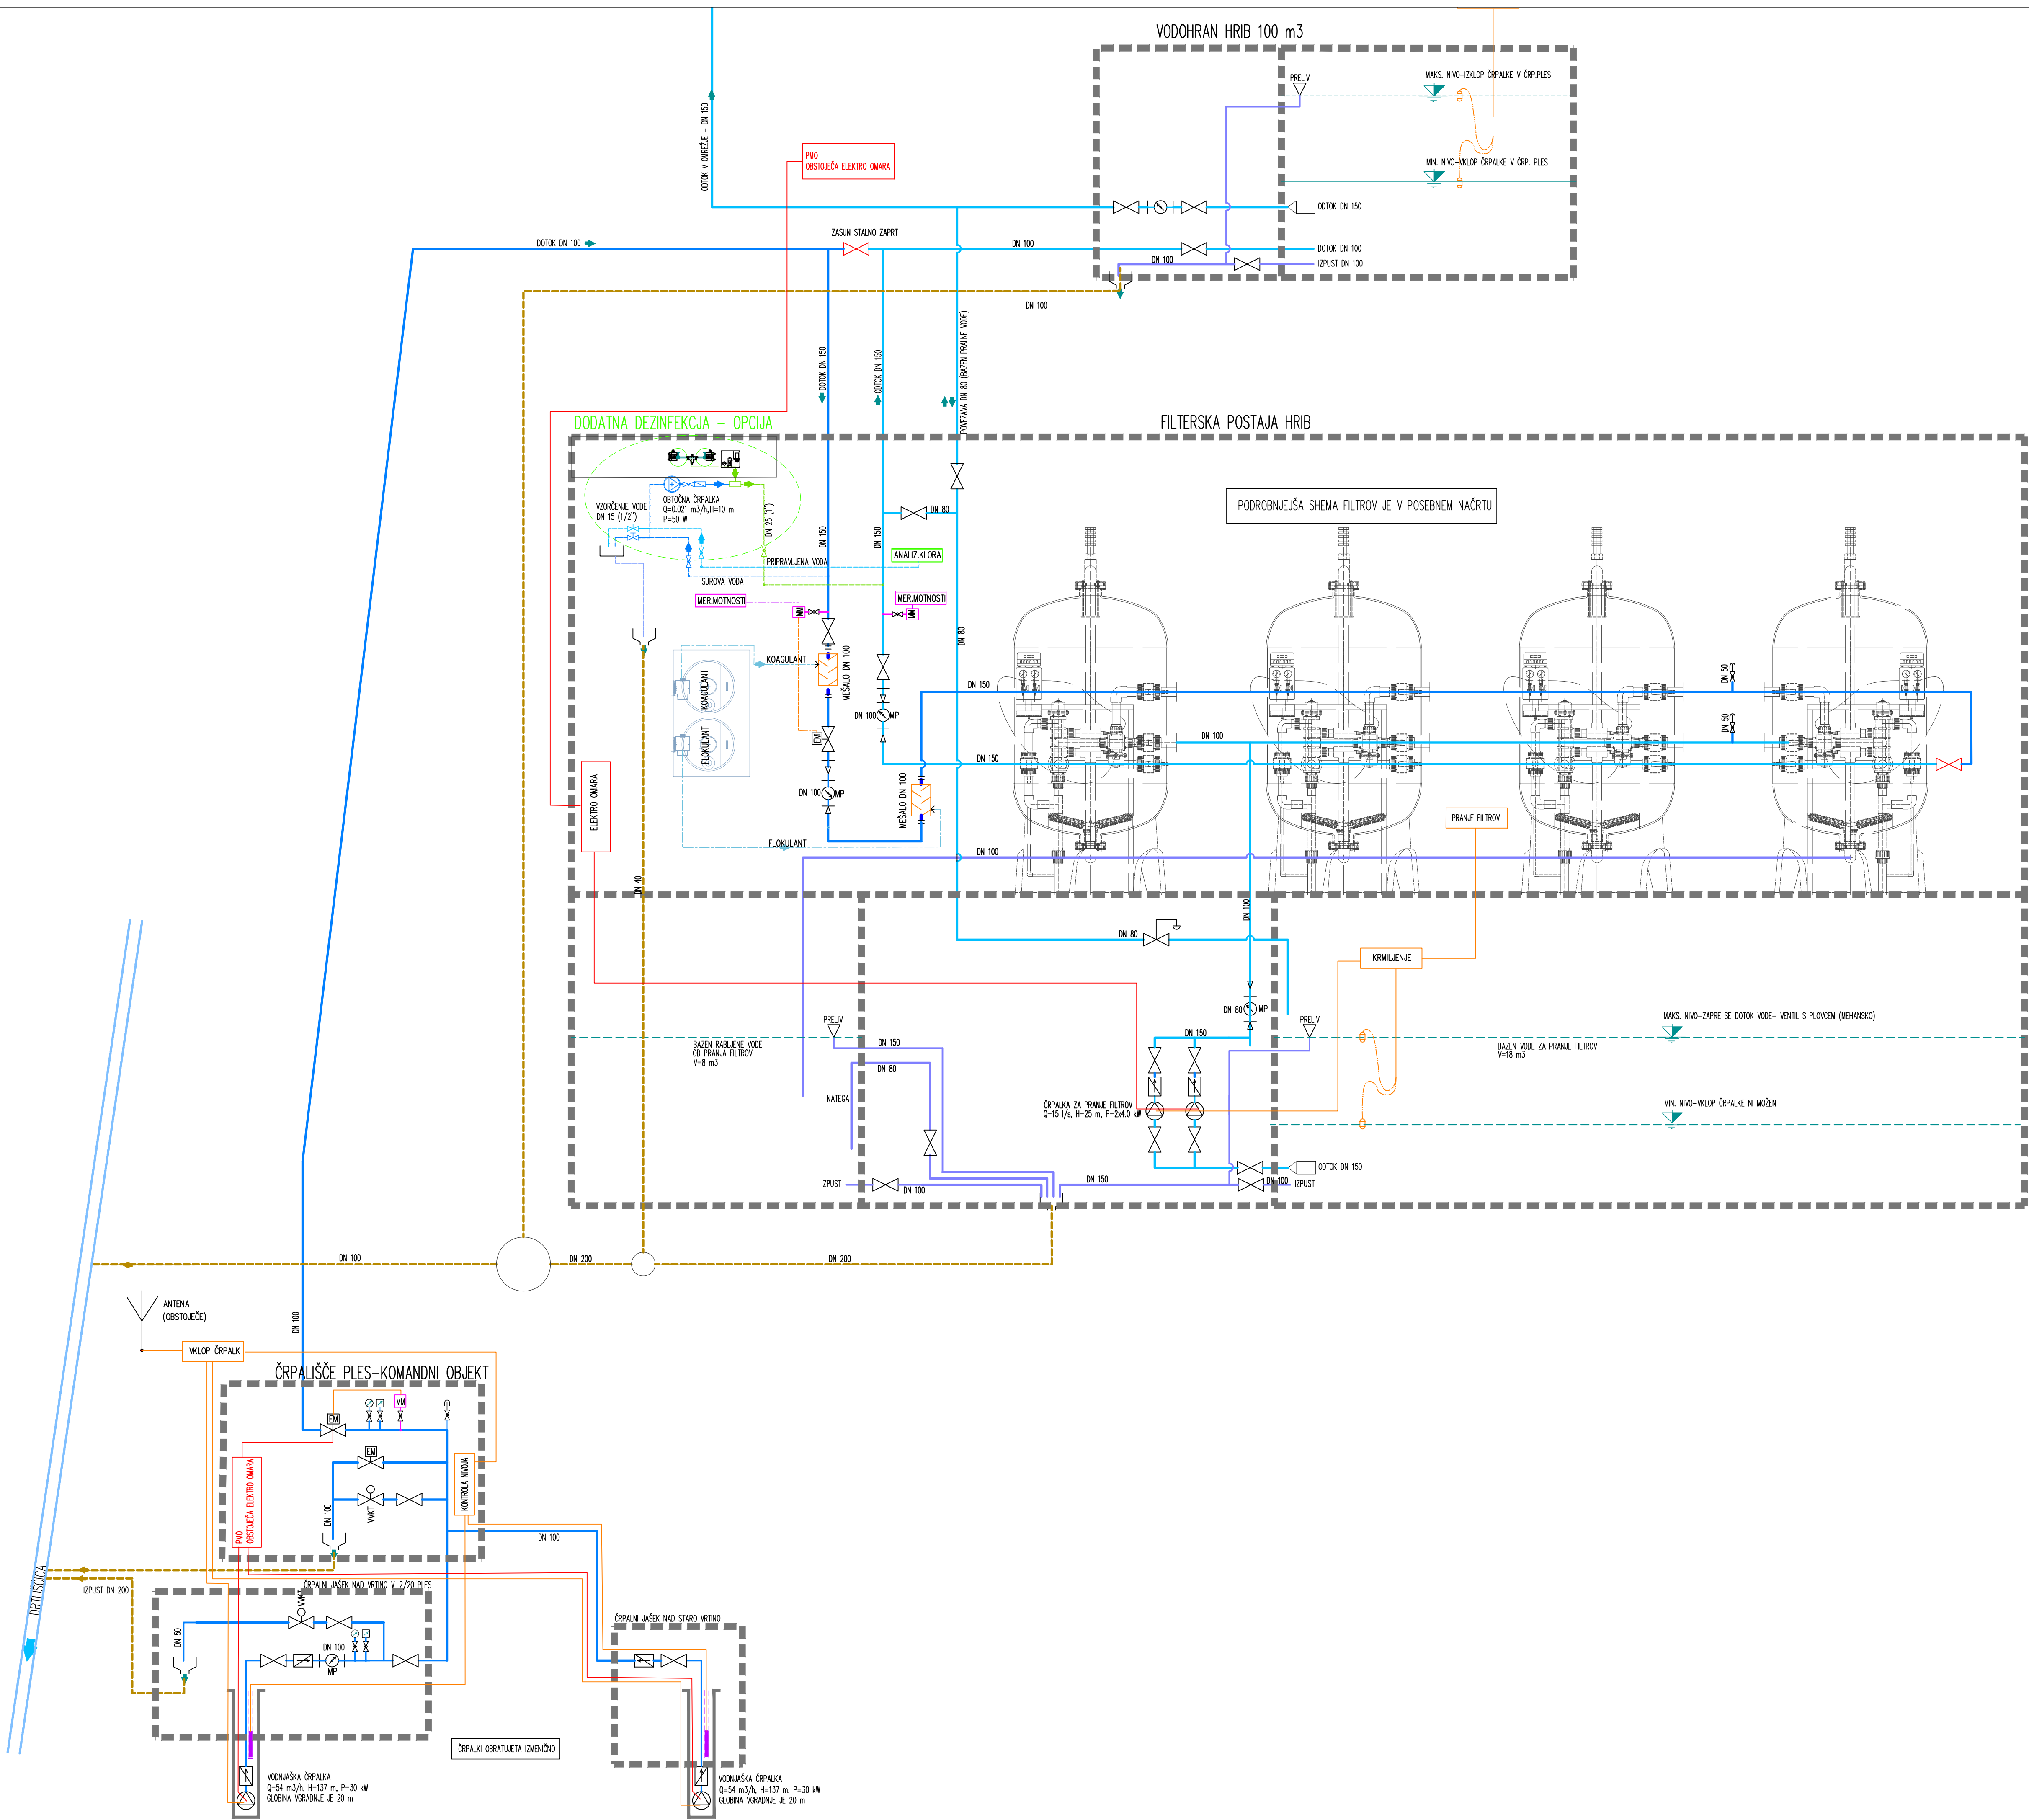 VODOHRAN HRIB 100 m3
PRELIV
MAKS. NIVO-IZKLOP ČRPALKE V ČRP.PLES
MIN. NIVO-VKLOP ČRPALKE V ČRP. PLES
ODTOK DN 150
DOTOK DN 100
IZPUST DN 100
DN 100
DN 100
DN 100
ODTOK V OMREŽJE - DN 150
PMO
OBSTOJEČA ELEKTRO OMARA
ZASUN STALNO ZAPRT
DOTOK DN 100
DOTOK DN 150
ODTOK DN 150
POVEZAVA DN 80 (BAZEN PRALNE VODE)
DODATNA DEZINFEKCJA - OPCIJA
FILTERSKA POSTAJA HRIB
PODROBNJEJŠA SHEMA FILTROV JE V POSEBNEM NAČRTU
OBTOČNA ČRPALKA
Q=0.021 m3/h,H=10 m
P=50 W
VZORČENJE VODE
DN 15 (1/2")
DN 25 (1")
DN 150
DN 150
DN 80
ANALIZ.KLORA
PRIPRAVLJENA VODA
SUROVA VODA
MER.MOTNOSTI
MM
MER.MOTNOSTI
MM
DN 80
KOAGULANT
KOAGULANT
FLOKULANT
MEŠALO DN 100
DN 100
MP
EM
DN 100
MP
MEŠALO DN 100
FLOKULANT
DN 150
DN 100
DN 150
DN 50
DN 50
DN 100
ELEKTRO OMARA
PRANJE FILTROV
DN 40
DN 100
DN 80
KRMILJENJE
DN 80
MP
PRELIV
BAZEN RABLJENE VODE
OD PRANJA FILTROV
V=8 m3
DN 150
DN 80
NATEGA
DN 150
PRELIV
MAKS. NIVO-ZAPRE SE DOTOK VODE- VENTIL S PLOVCEM (MEHANSKO)
BAZEN VODE ZA PRANJE FILTROV
V=18 m3
MIN. NIVO-VKLOP ČRPALKE NI MOŽEN
ČRPALKA ZA PRANJE FILTROV
Q=15 l/s, H=25 m, P=2x4.0 kW
ODTOK DN 150
IZPUST
DN 100
DN 150
DN 100
IZPUST
DN 100
DN 200
DN 200
ANTENA
(OBSTOJEČE)
DN 100
VKLOP ČRPALK
ČRPALIŠČE PLES-KOMANDNI OBJEKT
EM
MM
EM
VVKT
DN 100
PMO
OBSTOJEČA ELEKTRO OMARA
KONTROLA NIVOJA
DN 100
DRTIJŠČICA
IZPUST DN 200
ČRPALNI JAŠEK NAD VRTINO V-2/20 PLES
VVKT
DN 50
DN 100
MP
ČRPALNI JAŠEK NAD STARO VRTINO
ČRPALKI OBRATUJETA IZMENIČNO
VODNJAŠKA ČRPALKA
Q=54 m3/h, H=137 m, P=30 kW
GLOBINA VGRADNJE JE 20 m
VODNJAŠKA ČRPALKA
Q=54 m3/h, H=137 m, P=30 kW
GLOBINA VGRADNJE JE 20 m